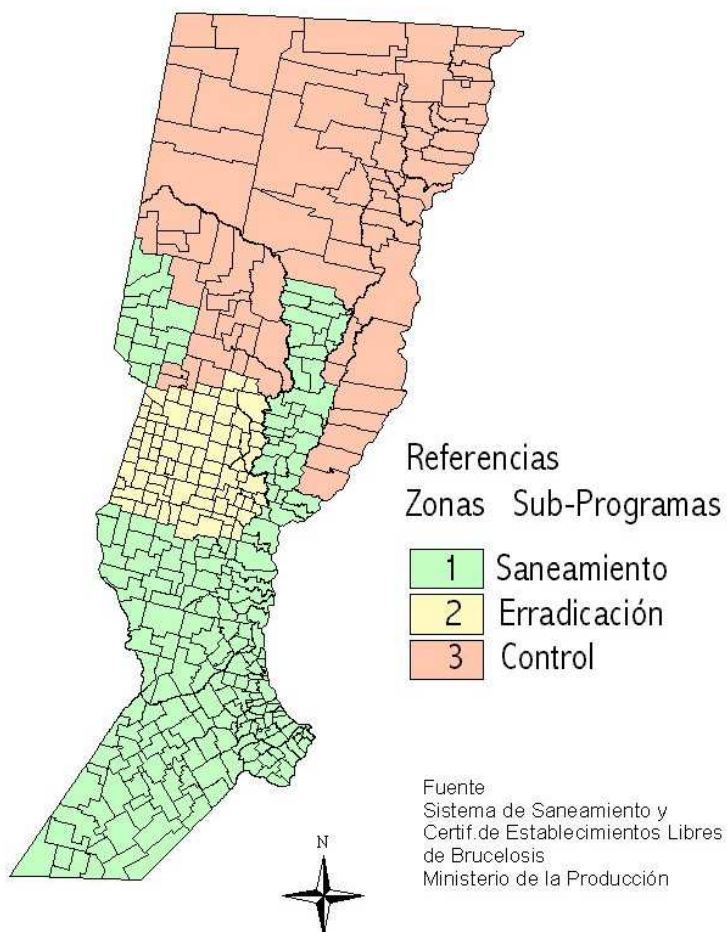 Referencias
Zonas Sub-Programas
1 Saneamiento
2 Erradicación
3 Control
Fuente
Sistema de Saneamiento y
Certif.de Establecimientos Libres
de Brucelosis
Ministerio de la Producción
N